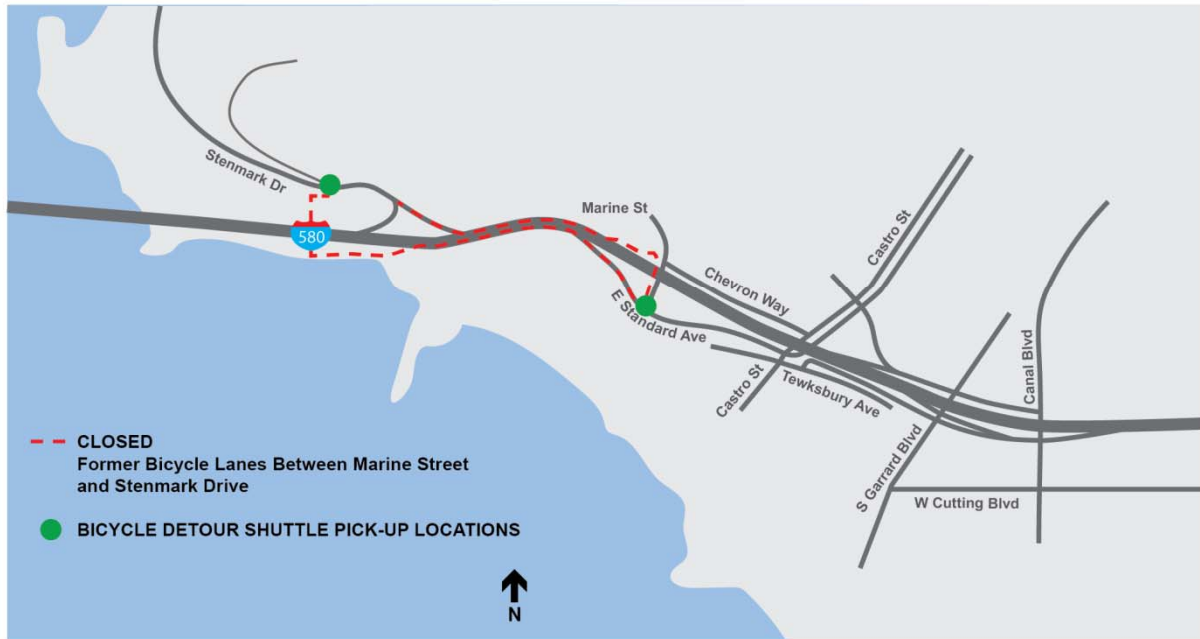 Stenmark Dr
580
Marine St
Castro St
Chevron Way
E Standard Ave
Castro St
Tewksbury Ave
Canal Blvd
S Garrard Blvd
W Cutting Blvd
CLOSED
Former Bicycle Lanes Between Marine Street
and Stenmark Drive
BICYCLE DETOUR SHUTTLE PICK-UP LOCATIONS
N